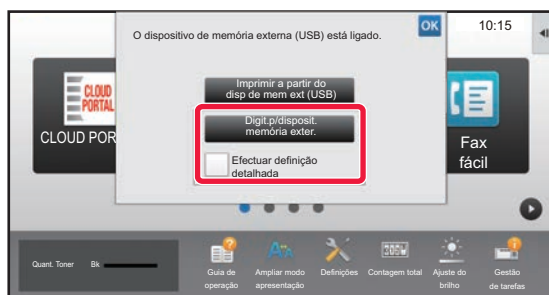 O dispositivo de memória externa (USB) está ligado.
OK
10:15
Imprimir a partir do
disp de mem ext (USB)
Digit.p/disposit.
memória exter.
Efectuar definição
detalhada
CLOUD
PORTAL
CLOUD POR
Fax
fácil
Quant. Toner Bk
Guia de
operação
Ampliar modo
apresentação
Definições
Contagem total
Ajuste do
brilho
Gestão
de tarefas